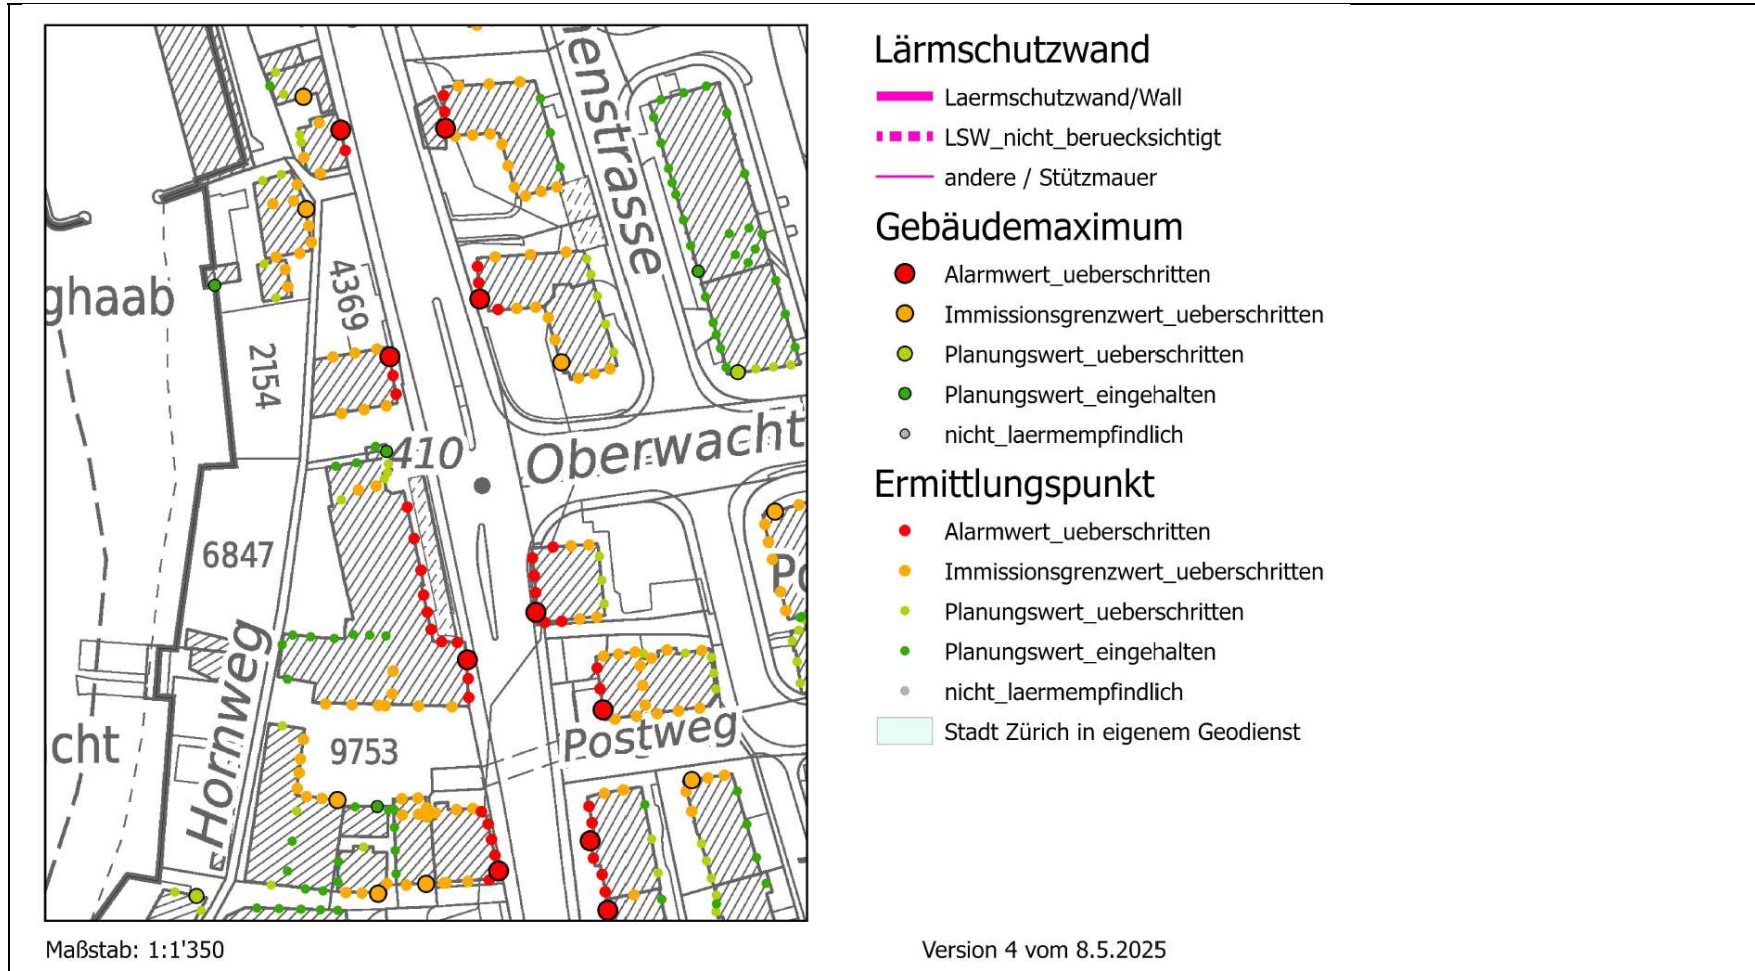 enstrasse
ghaab
4369
2154
410
Oberwacht
6847
Po
Hornweg
cht
9753
Postweg
Lärmschutzwand
Laermschutzwand/Wall
LSW_nicht_beruecksichtigt
andere / Stützmauer
Gebäudemaximum
Alarmwert_ueberschritten
Immissionsgrenzwert_ueberschritten
Planungswert_ueberschritten
Planungswert_eingehalten
nicht_laermempfindlich
Ermittlungspunkt
Alarmwert_ueberschritten
Immissionsgrenzwert_ueberschritten
Planungswert_ueberschritten
Planungswert_eingehalten
nicht_laermempfindlich
Stadt Zürich in eigenem Geodienst
Maßstab: 1:1'350
Version 4 vom 8.5.2025